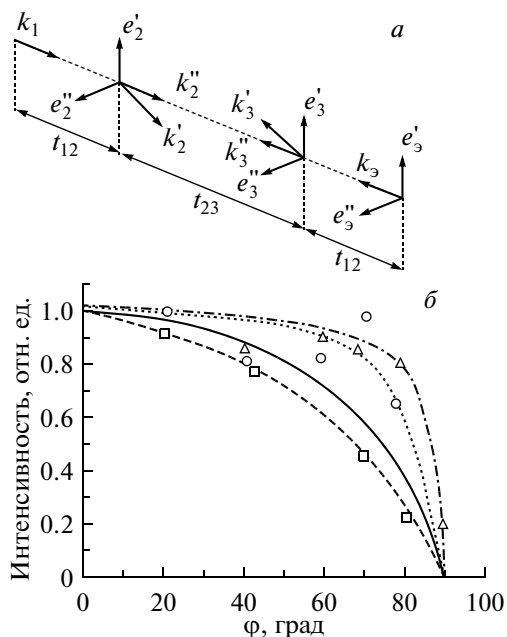 а
k₁ e′₂
k″₂ k′₃ e′₃
e″₂ k′₂ k″₃ kэ e′э
t₁₂ e″₃ e″э
t₂₃
t₁₂
б
Интенсивность, отн. ед.
1.0
0.8
0.6
0.4
0.2
0
0 20 40 60 80 100
φ, град